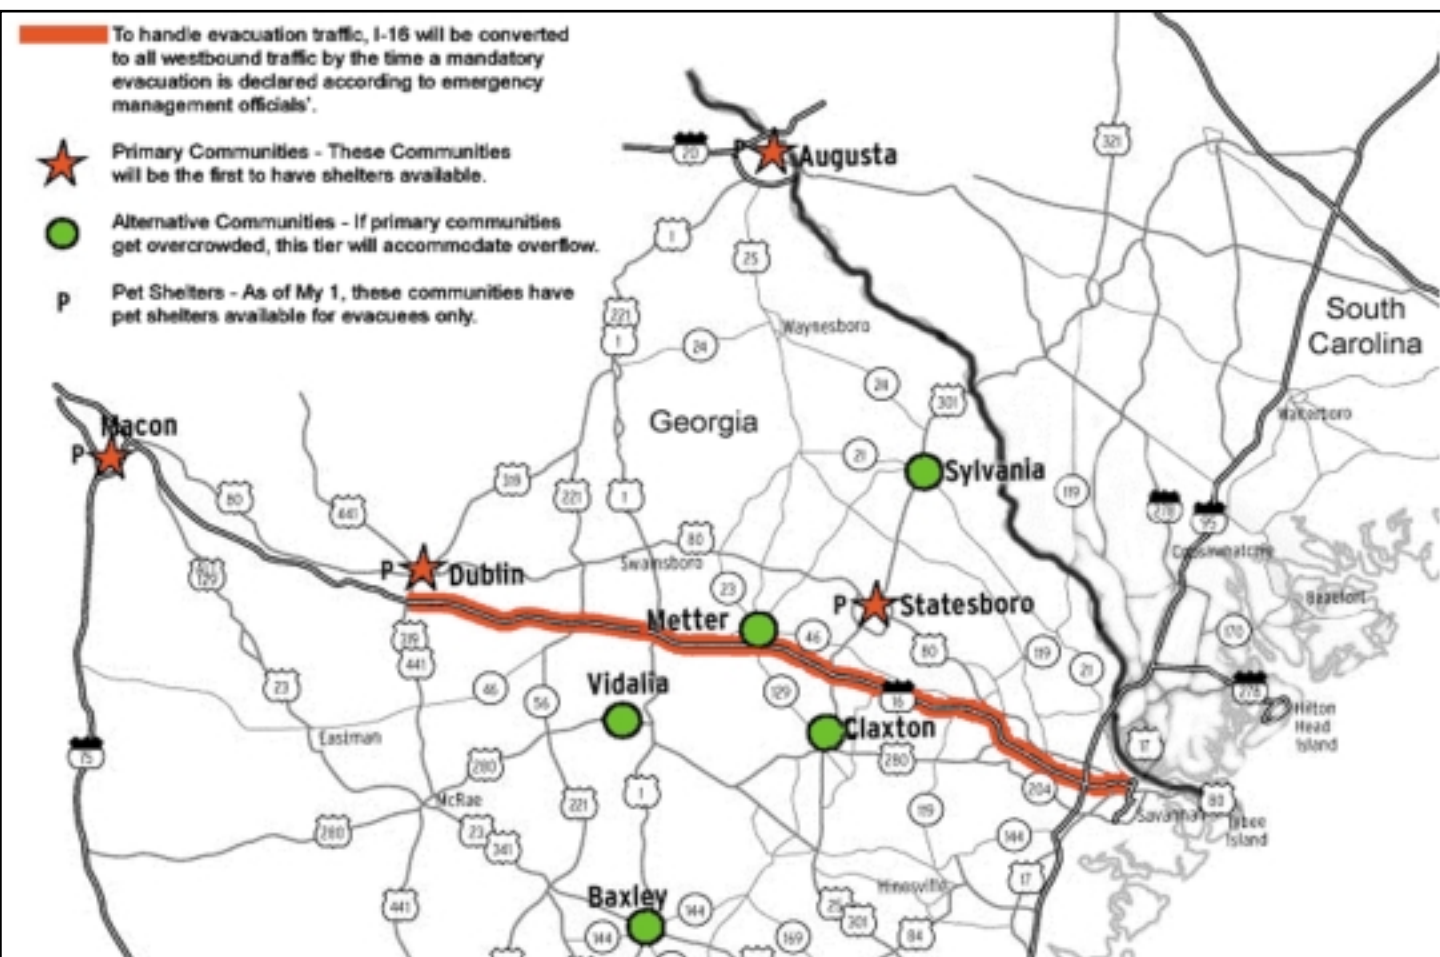 To handle evacuation traffic, I-16 will be converted
to all westbound traffic by the time a mandatory
evacuation is declared according to emergency
management officials'.
Primary Communities - These Communities
will be the first to have shelters available.
Alternative Communities - If primary communities
get overcrowded, this tier will accommodate overflow.
P
Pet Shelters - As of My 1, these communities have
pet shelters available for evacuees only.
321
20
P
Augusta
1
25
South
Carolina
221
1
Waynesboro
24
24
301
Georgia
Walterboro
Macon
P
21
Sylvania
319
80
441
221
1
119
278
95
80
Swainsboro
Coosawhatchie
P
Dublin
129
23
P
Statesboro
Beaufort
Metter
46
80
119
21
170
319
441
23
46
56
Vidalia
129
16
278
Hilton
Head
Island
Eastman
Claxton
280
17
75
280
204
McRae
221
1
119
80
Savannah
Tybee
Island
280
23
341
144
17
Hinesville
441
Baxley
144
25
301
84
144
169